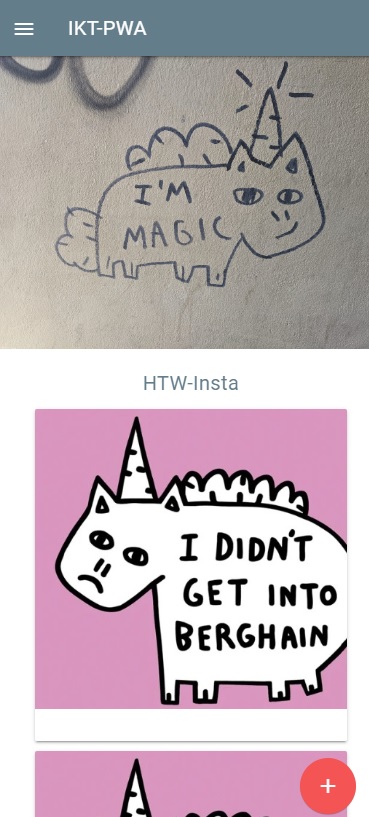 IKT-PWA
I'M
MAGIC
HTW-Insta
I DIDN'T
GET INTO
BERGHAIN
+